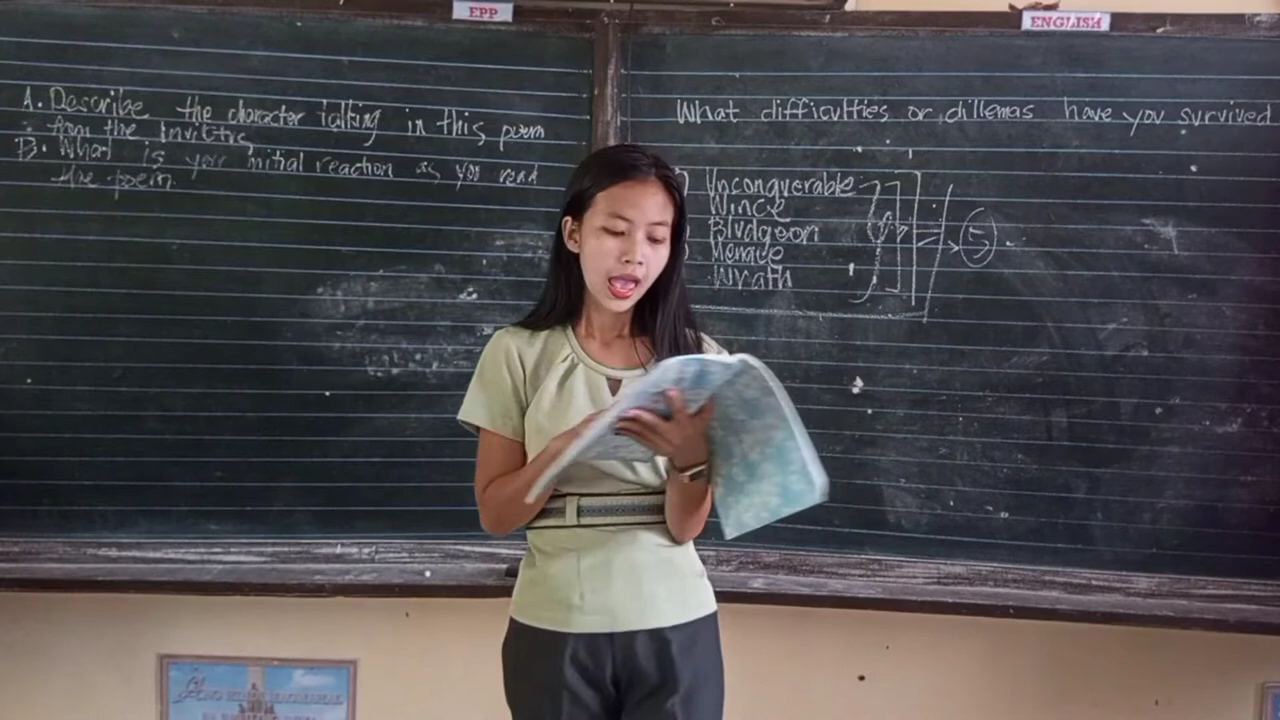 EPP
ENGLISH
A. Describe the character talking in this poem
from the Invictus
B. What is your initial reaction as you read
the poem.
What difficulties or dillemas have you survived
Unconquerable
Wince
Bludgeon
Menace
Wrath
5